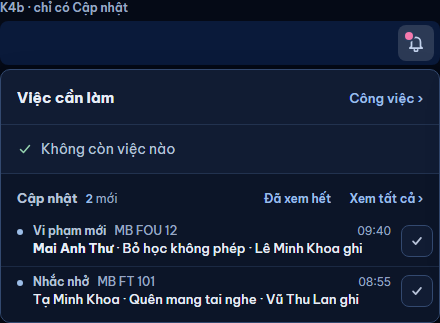 K4b · chỉ có Cập nhật
Việc cần làm Công việc ›
Không còn việc nào
Cập nhật 2 mới Đã xem hết Xem tất cả ›
Vi phạm mới MB FOU 12 09:40
Mai Anh Thư · Bỏ học không phép · Lê Minh Khoa ghi
Nhắc nhở MB FT 101 08:55
Tạ Minh Khoa · Quên mang tai nghe · Vũ Thu Lan ghi